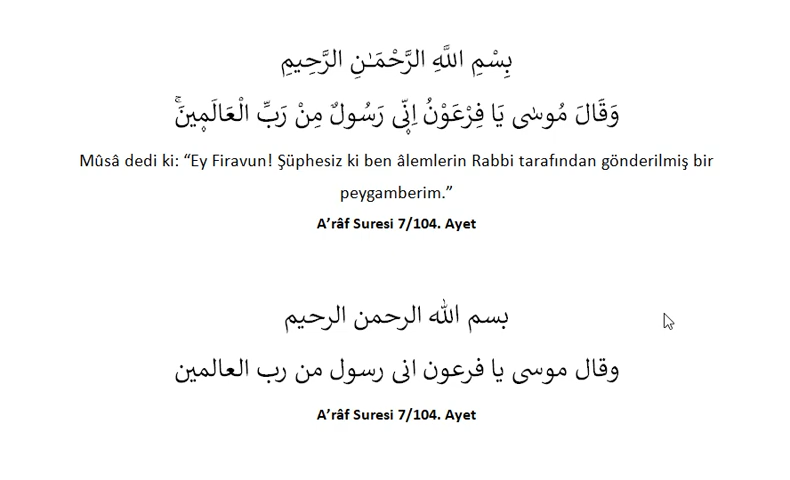 بِسْمِ اللَّهِ الرَّحْمَـٰنِ الرَّحِيمِ
وَقَالَ مُوسٰى يَا فِرْعَوْنُ اِنّ۪ى رَسُولٌ مِنْ رَبِّ الْعَالَم۪ينَۚ
Mûsâ dedi ki: “Ey Firavun! Şüphesiz ki ben âlemlerin Rabbi tarafından gönderilmiş bir
peygamberim.”
A’râf Suresi 7/104. Ayet
بسم الله الرحمن الرحيم
وقال موسى يا فرعون انى رسول من رب العالمين
A’râf Suresi 7/104. Ayet